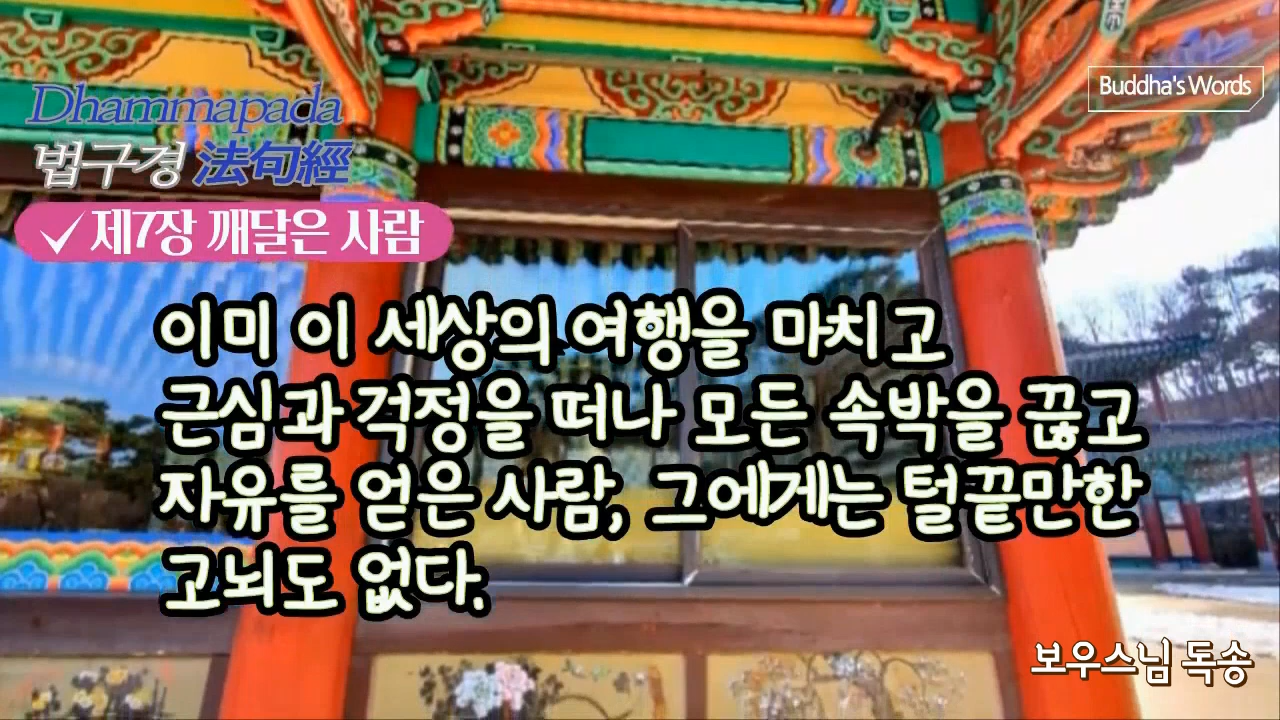 Buddha's Words
Dhammapada
법구경 法句經
제7장 깨달은 사람
이미 이 세상의 여행을 마치고
근심과 걱정을 떠나 모든 속박을 끊고
자유를 얻은 사람, 그에게는 털끝만한
고뇌도 없다.
보우스님 독송